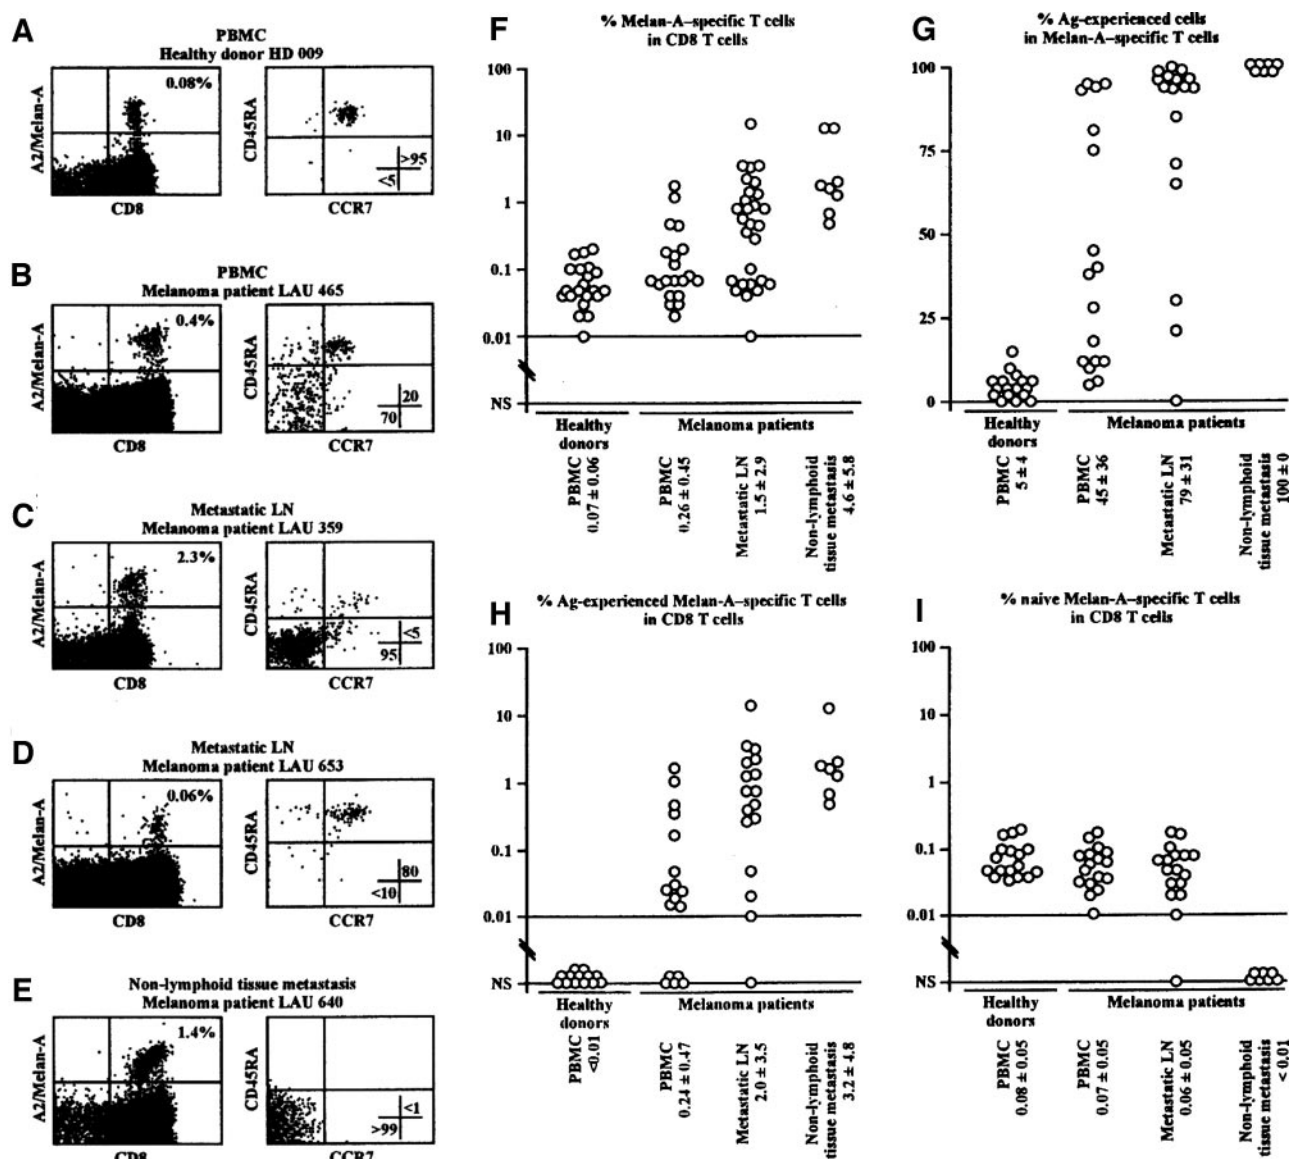 A
PBMC
Healthy donor HD 009
A2/Melan-A
0.08%
CD8
CD45RA
>95
<5
CCR7
B
PBMC
Melanoma patient LAU 465
A2/Melan-A
0.4%
CD8
CD45RA
20
70
CCR7
C
Metastatic LN
Melanoma patient LAU 359
A2/Melan-A
2.3%
CD8
CD45RA
<5
95
CCR7
D
Metastatic LN
Melanoma patient LAU 653
A2/Melan-A
0.06%
CD8
CD45RA
80
<10
CCR7
E
Non-lymphoid tissue metastasis
Melanoma patient LAU 640
A2/Melan-A
1.4%
CD8
CD45RA
<1
>99
CCR7
F
% Melan-A–specific T cells
in CD8 T cells
100
10
1
0.1
0.01
NS
Healthy
donors
Melanoma patients
PBMC
0.07 ± 0.06
PBMC
0.26 ± 0.45
Metastatic LN
1.5 ± 2.9
Non-lymphoid
tissue metastasis
4.6 ± 5.8
G
% Ag-experienced cells
in Melan-A–specific T cells
100
75
50
25
0
Healthy
donors
Melanoma patients
PBMC
5 ± 4
PBMC
45 ± 36
Metastatic LN
79 ± 31
Non-lymphoid
tissue metastasis
100 ± 0
H
% Ag-experienced Melan-A–specific T cells
in CD8 T cells
100
10
1
0.1
0.01
NS
Healthy
donors
Melanoma patients
PBMC
<0.01
PBMC
0.24 ± 0.47
Metastatic LN
2.0 ± 3.5
Non-lymphoid
tissue metastasis
3.2 ± 4.8
I
% naive Melan-A–specific T cells
in CD8 T cells
100
10
1
0.1
0.01
NS
Healthy
donors
Melanoma patients
PBMC
0.08 ± 0.05
PBMC
0.07 ± 0.05
Metastatic LN
0.06 ± 0.05
Non-lymphoid
tissue metastasis
< 0.01